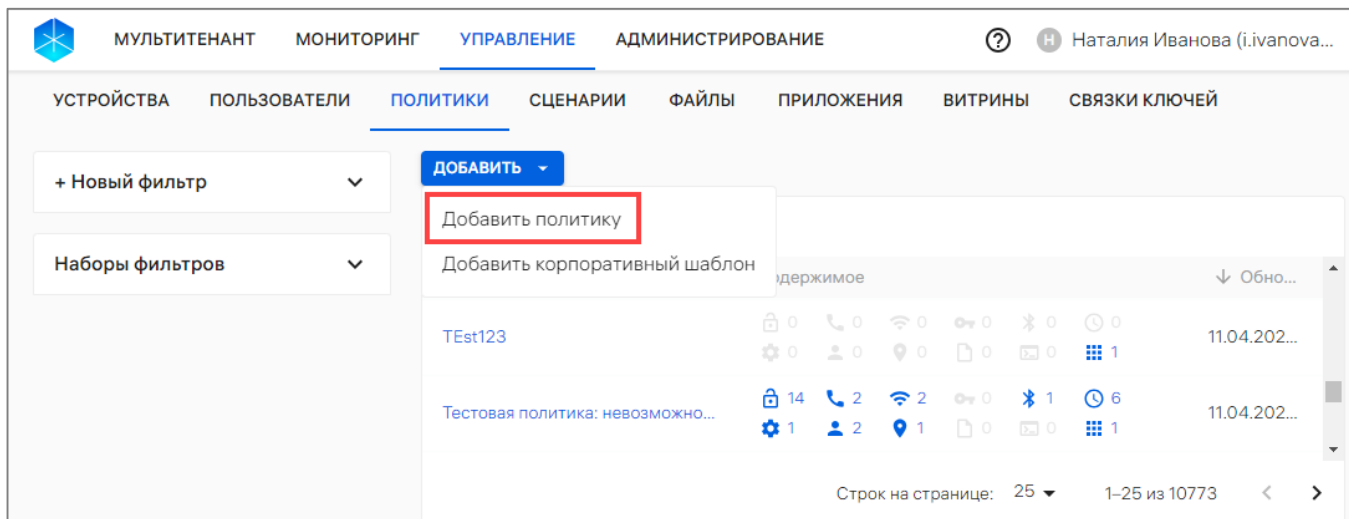 МУЛЬТИТЕНАНТ МОНИТОРИНГ УПРАВЛЕНИЕ АДМИНИСТРИРОВАНИЕ ? Н Наталия Иванова (i.ivanova...
УСТРОЙСТВА ПОЛЬЗОВАТЕЛИ ПОЛИТИКИ СЦЕНАРИИ ФАЙЛЫ ПРИЛОЖЕНИЯ ВИТРИНЫ СВЯЗКИ КЛЮЧЕЙ
+ Новый фильтр
ДОБАВИТЬ
Добавить политику
Наборы фильтров
Добавить корпоративный шаблон
одержимое
Обно...
TEst123
0 0 0 0 0 0
0 0 0 0 0 1
11.04.202...
Тестовая политика: невозможно...
14 2 2 0 1 6
1 2 1 0 0 1
11.04.202...
Строк на странице: 25 1–25 из 10773